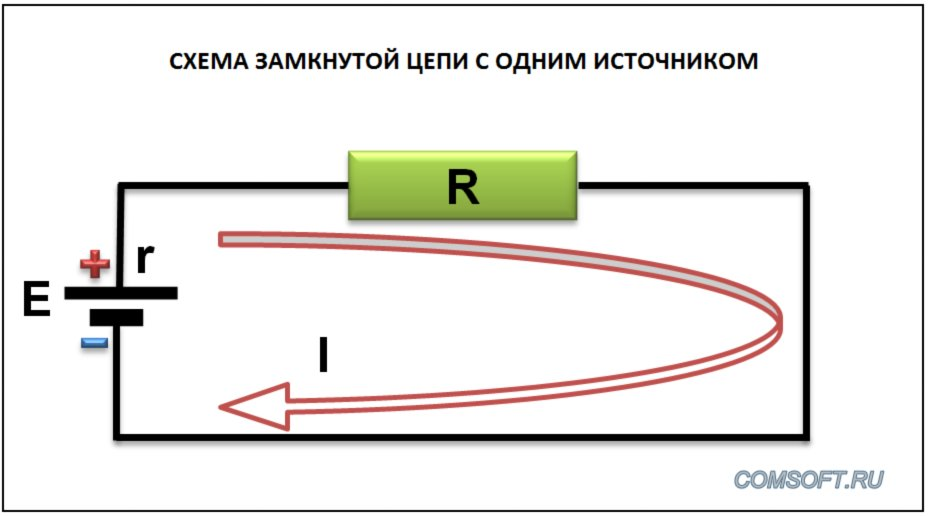 СХЕМА ЗАМКНУТОЙ ЦЕПИ С ОДНИМ ИСТОЧНИКОМ
R
+ r
E
-
I
COMSOFT.RU